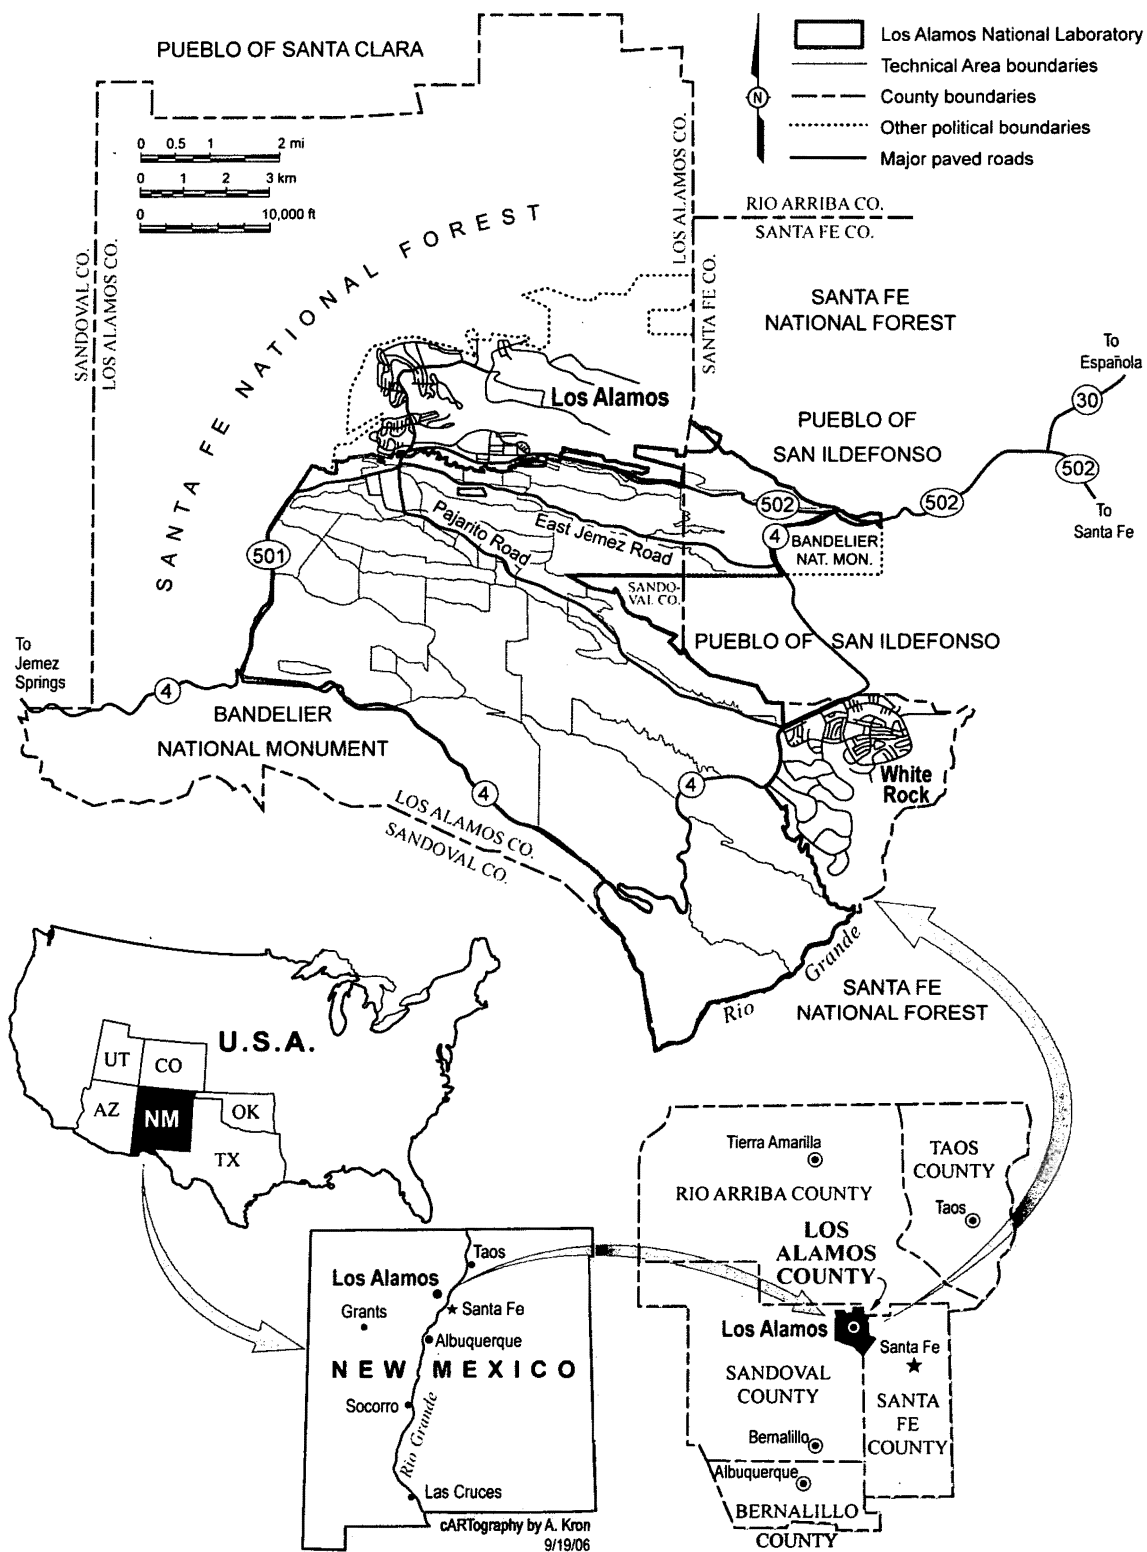 PUEBLO OF SANTA CLARA
Los Alamos National Laboratory
Technical Area boundaries
County boundaries
Other political boundaries
Major paved roads
N
0 0.5 1 2 mi
0 1 2 3 km
0 10,000 ft
SANDOVAL CO.
LOS ALAMOS CO.
SANTA FE NATIONAL FOREST
LOS ALAMOS CO.
SANTA FE CO.
RIO ARRIBA CO.
SANTA FE CO.
SANTA FE
NATIONAL FOREST
To
Española
30
Los Alamos
PUEBLO OF
SAN ILDEFONSO
502
To
Santa Fe
502
502
4
BANDELIER
NAT. MON.
East Jemez Road
Pajarito Road
501
SANDO-
VAL CO.
PUEBLO OF SAN ILDEFONSO
To
Jemez
Springs
4
BANDELIER
NATIONAL MONUMENT
4
4
White
Rock
LOS ALAMOS CO.
SANDOVAL CO.
Rio Grande
SANTA FE
NATIONAL FOREST
U.S.A.
UT
CO
AZ
NM
OK
TX
Taos
Los Alamos
Santa Fe
Grants
Albuquerque
NEW MEXICO
Socorro
Rio Grande
Las Cruces
cARTography by A. Kron
9/19/06
Tierra Amarilla
RIO ARRIBA COUNTY
TAOS
COUNTY
Taos
LOS
ALAMOS
COUNTY
Los Alamos
Santa Fe
SANDOVAL
COUNTY
SANTA
FE
COUNTY
Bernalillo
Albuquerque
BERNALILLO
COUNTY